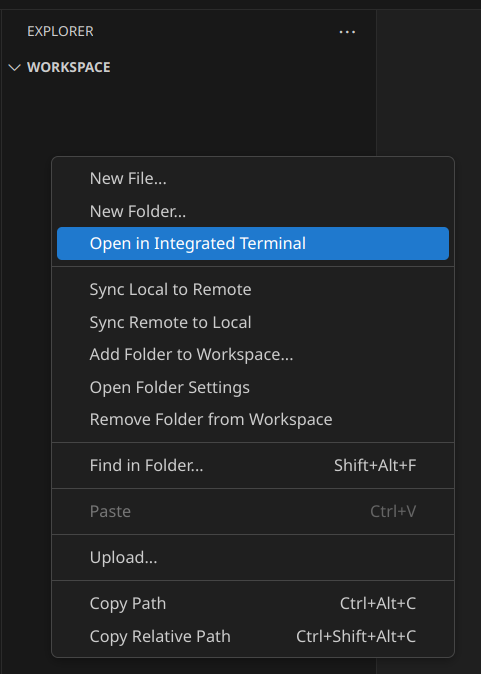 EXPLORER ...
WORKSPACE
New File...
New Folder...
Open in Integrated Terminal
Sync Local to Remote
Sync Remote to Local
Add Folder to Workspace...
Open Folder Settings
Remove Folder from Workspace
Find in Folder... Shift+Alt+F
Paste Ctrl+V
Upload...
Copy Path Ctrl+Alt+C
Copy Relative Path Ctrl+Shift+Alt+C